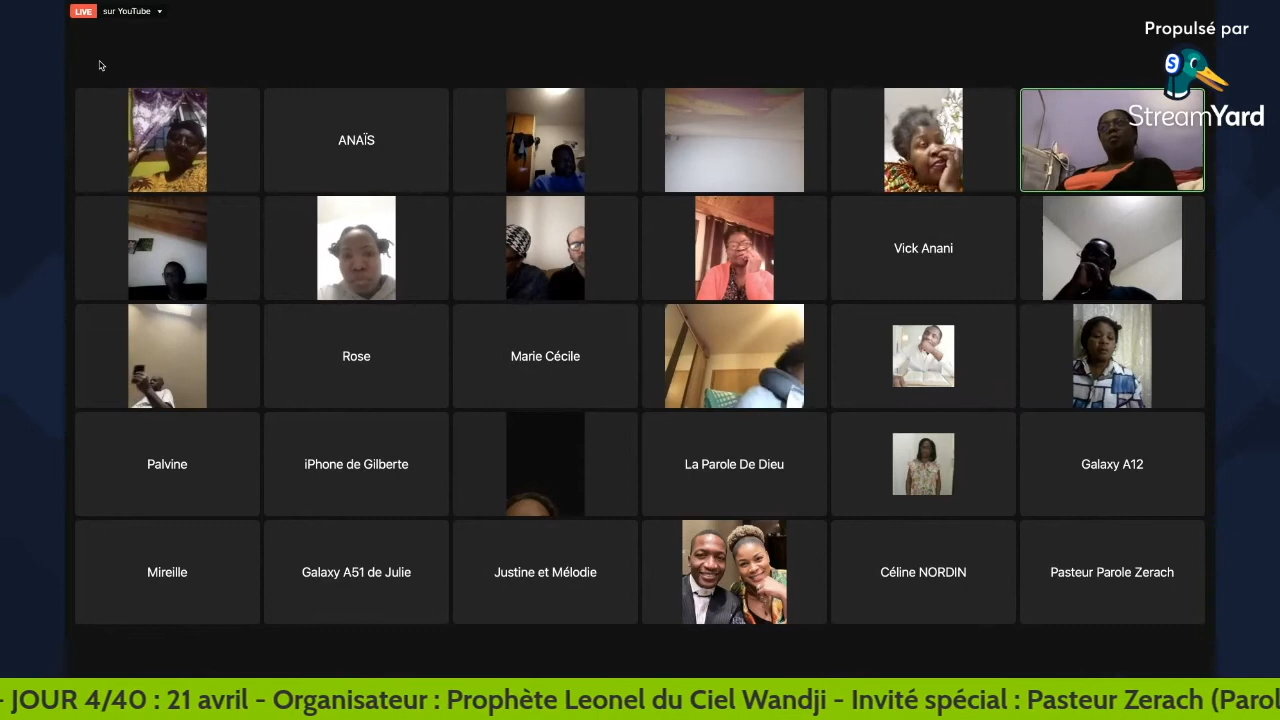 LIVE sur YouTube
Propulsé par
StreamYard
ANAÏS
Vick Anani
Rose
Marie Cécile
Palvine
iPhone de Gilberte
La Parole De Dieu
Galaxy A12
Mireille
Galaxy A51 de Julie
Justine et Mélodie
Céline NORDIN
Pasteur Parole Zerach
- JOUR 4/40 : 21 avril - Organisateur : Prophète Leonel du Ciel Wandji - Invité spécial : Pasteur Zerach (Parol